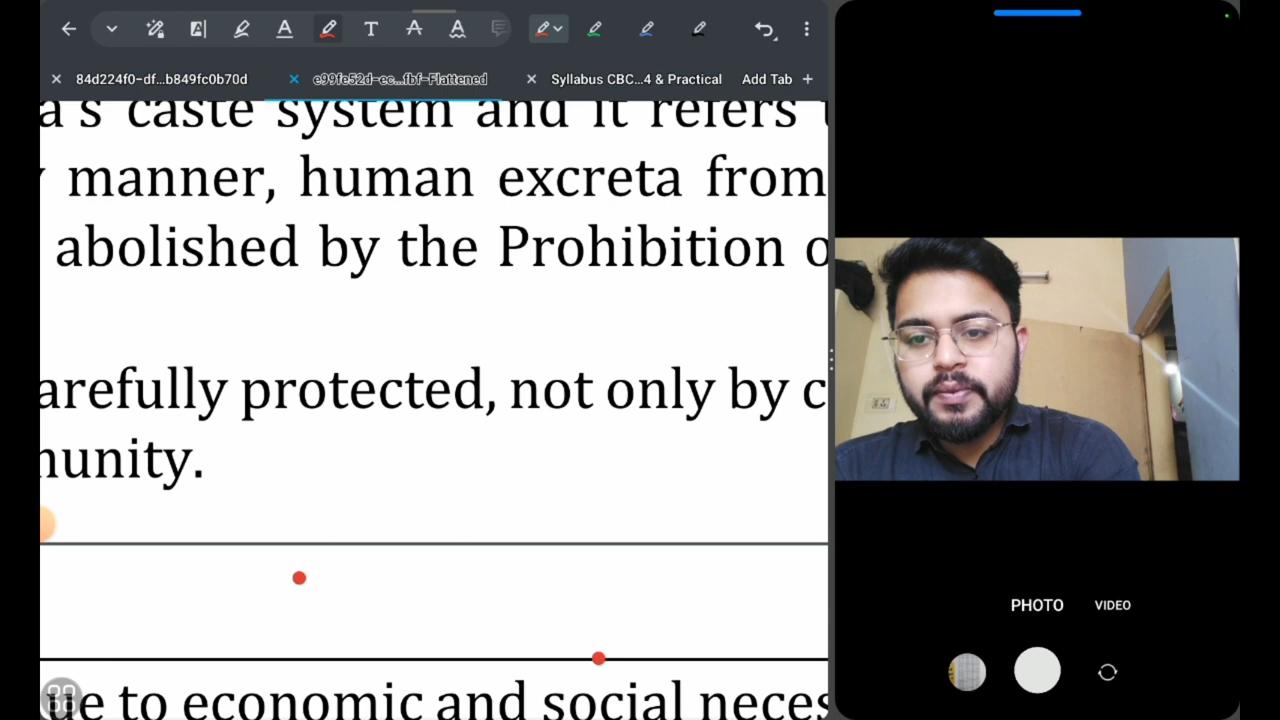 84d224f0-df...b849fc0b70d
e99fe52d-ec...fbf-Flattened
Syllabus CBC...4 & Practical
Add Tab +
a's caste system and it refers
manner, human excreta from
abolished by the Prohibition o
arefully protected, not only by c
munity.
ue to economic and social neces
PHOTO
VIDEO